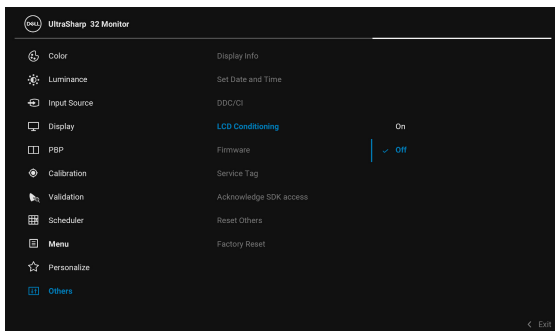 DELL UltraSharp 32 Monitor
Color Display Info
Luminance Set Date and Time
Input Source DDC/CI
Display LCD Conditioning On
PBP Firmware Off
Calibration Service Tag
Validation Acknowledge SDK access
Scheduler Reset Others
Menu Factory Reset
Personalize
Others
Exit